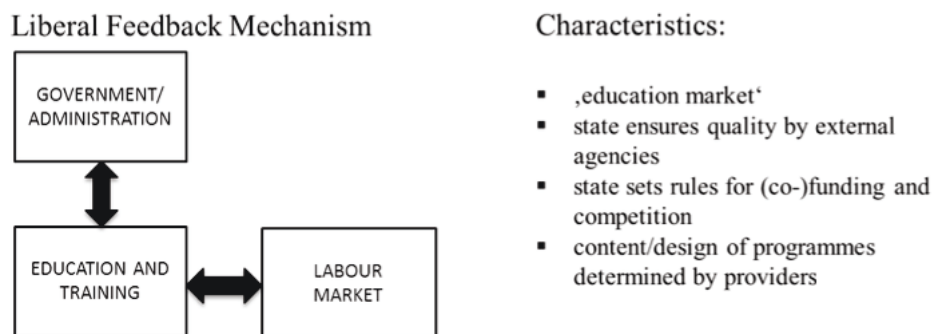 Liberal Feedback Mechanism
GOVERNMENT/
ADMINISTRATION
EDUCATION AND
TRAINING
LABOUR
MARKET
Characteristics:
▪ ‚education market‘
▪ state ensures quality by external
agencies
▪ state sets rules for (co-)funding and
competition
▪ content/design of programmes
determined by providers